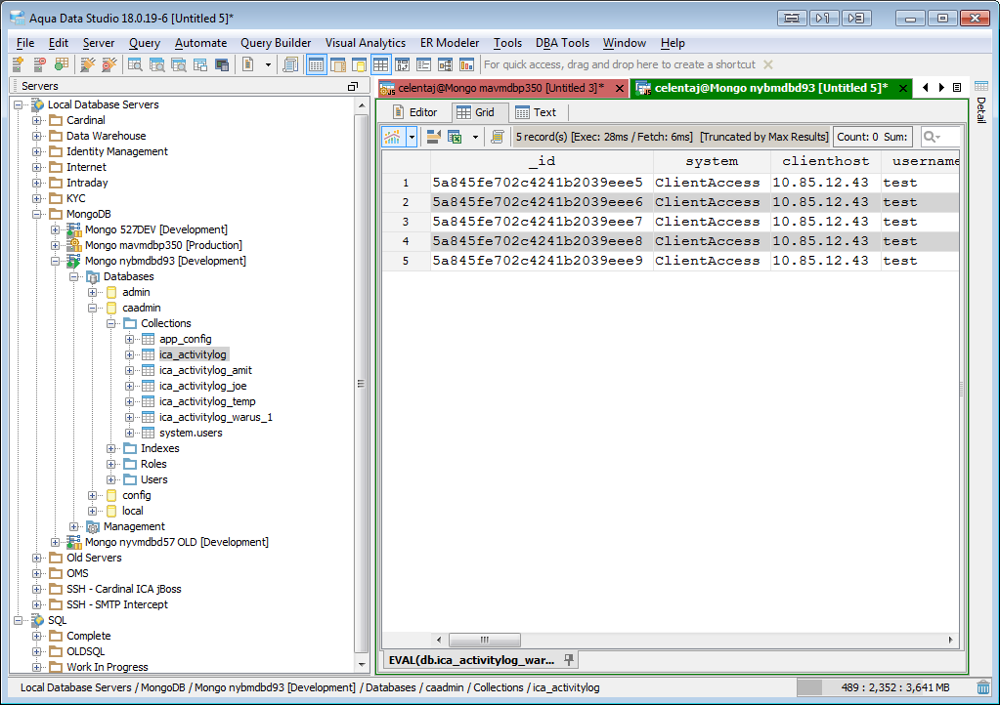 Aqua Data Studio 18.0.19-6 [Untitled 5]*
File Edit Server Query Automate Query Builder Visual Analytics ER Modeler Tools DBA Tools Window Help
For quick access, drag and drop here to create a shortcut
Servers
Local Database Servers
Cardinal
Data Warehouse
Identity Management
Internet
Intraday
KYC
MongoDB
Mongo 527DEV [Development]
Mongo mavmdbp350 [Production]
Mongo nybmdbd93 [Development]
Databases
admin
caadmin
Collections
app_config
ica_activitylog
ica_activitylog_amit
ica_activitylog_joe
ica_activitylog_temp
ica_activitylog_warus_1
system.users
Indexes
Roles
Users
config
local
Management
Mongo nyvmdbd57 OLD [Development]
Old Servers
OMS
SSH - Cardinal ICA jBoss
SSH - SMTP Intercept
SQL
Complete
OLDSQL
Work In Progress
celentaj@Mongo mavmdbp350 [Untitled 3]* celentaj@Mongo nybmdbd93 [Untitled 5]*
Editor Grid Text
5 record(s) [Exec: 28ms / Fetch: 6ms] [Truncated by Max Results] Count: 0 Sum:
_id system clienthost username
1 5a845fe702c4241b2039eee5 ClientAccess 10.85.12.43 test
2 5a845fe702c4241b2039eee6 ClientAccess 10.85.12.43 test
3 5a845fe702c4241b2039eee7 ClientAccess 10.85.12.43 test
4 5a845fe702c4241b2039eee8 ClientAccess 10.85.12.43 test
5 5a845fe702c4241b2039eee9 ClientAccess 10.85.12.43 test
EVAL(db.ica_activitylog_war...
Detail
Local Database Servers / MongoDB / Mongo nybmdbd93 [Development] / Databases / caadmin / Collections / ica_activitylog
489 : 2,352 : 3,641 MB